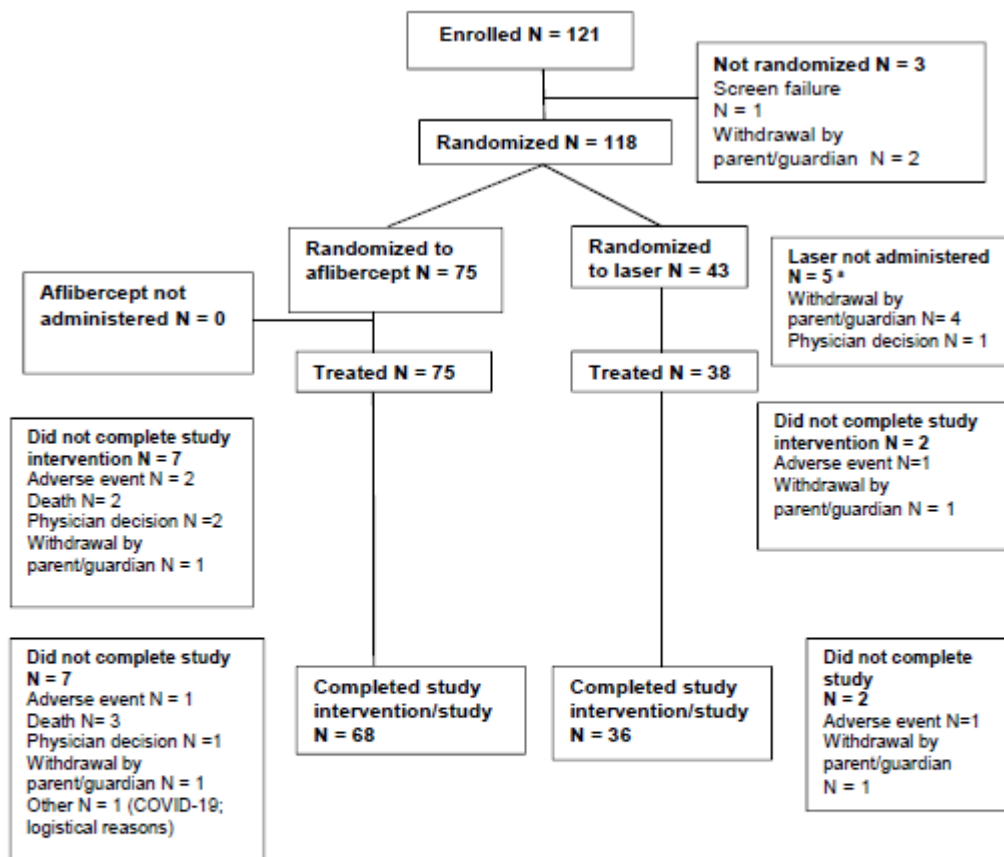 Enrolled N = 121
Not randomized N = 3
Screen failure
N = 1
Withdrawal by
parent/guardian N = 2
Randomized N = 118
Randomized to
aflibercept N = 75
Randomized
to laser N = 43
Laser not administered
N = 5 ª
Withdrawal by
parent/guardian N= 4
Physician decision N = 1
Aflibercept not
administered N = 0
Treated N = 75
Treated N = 38
Did not complete study
intervention N = 7
Adverse event N = 2
Death N= 2
Physician decision N =2
Withdrawal by
parent/guardian N = 1
Did not complete study
intervention N = 2
Adverse event N=1
Withdrawal by
parent/guardian N = 1
Did not complete study
N = 7
Adverse event N = 1
Death N= 3
Physician decision N =1
Withdrawal by
parent/guardian N = 1
Other N = 1 (COVID-19;
logistical reasons)
Completed study
intervention/study
N = 68
Completed study
intervention/study
N = 36
Did not complete
study
N = 2
Adverse event N=1
Withdrawal by
parent/guardian
N = 1